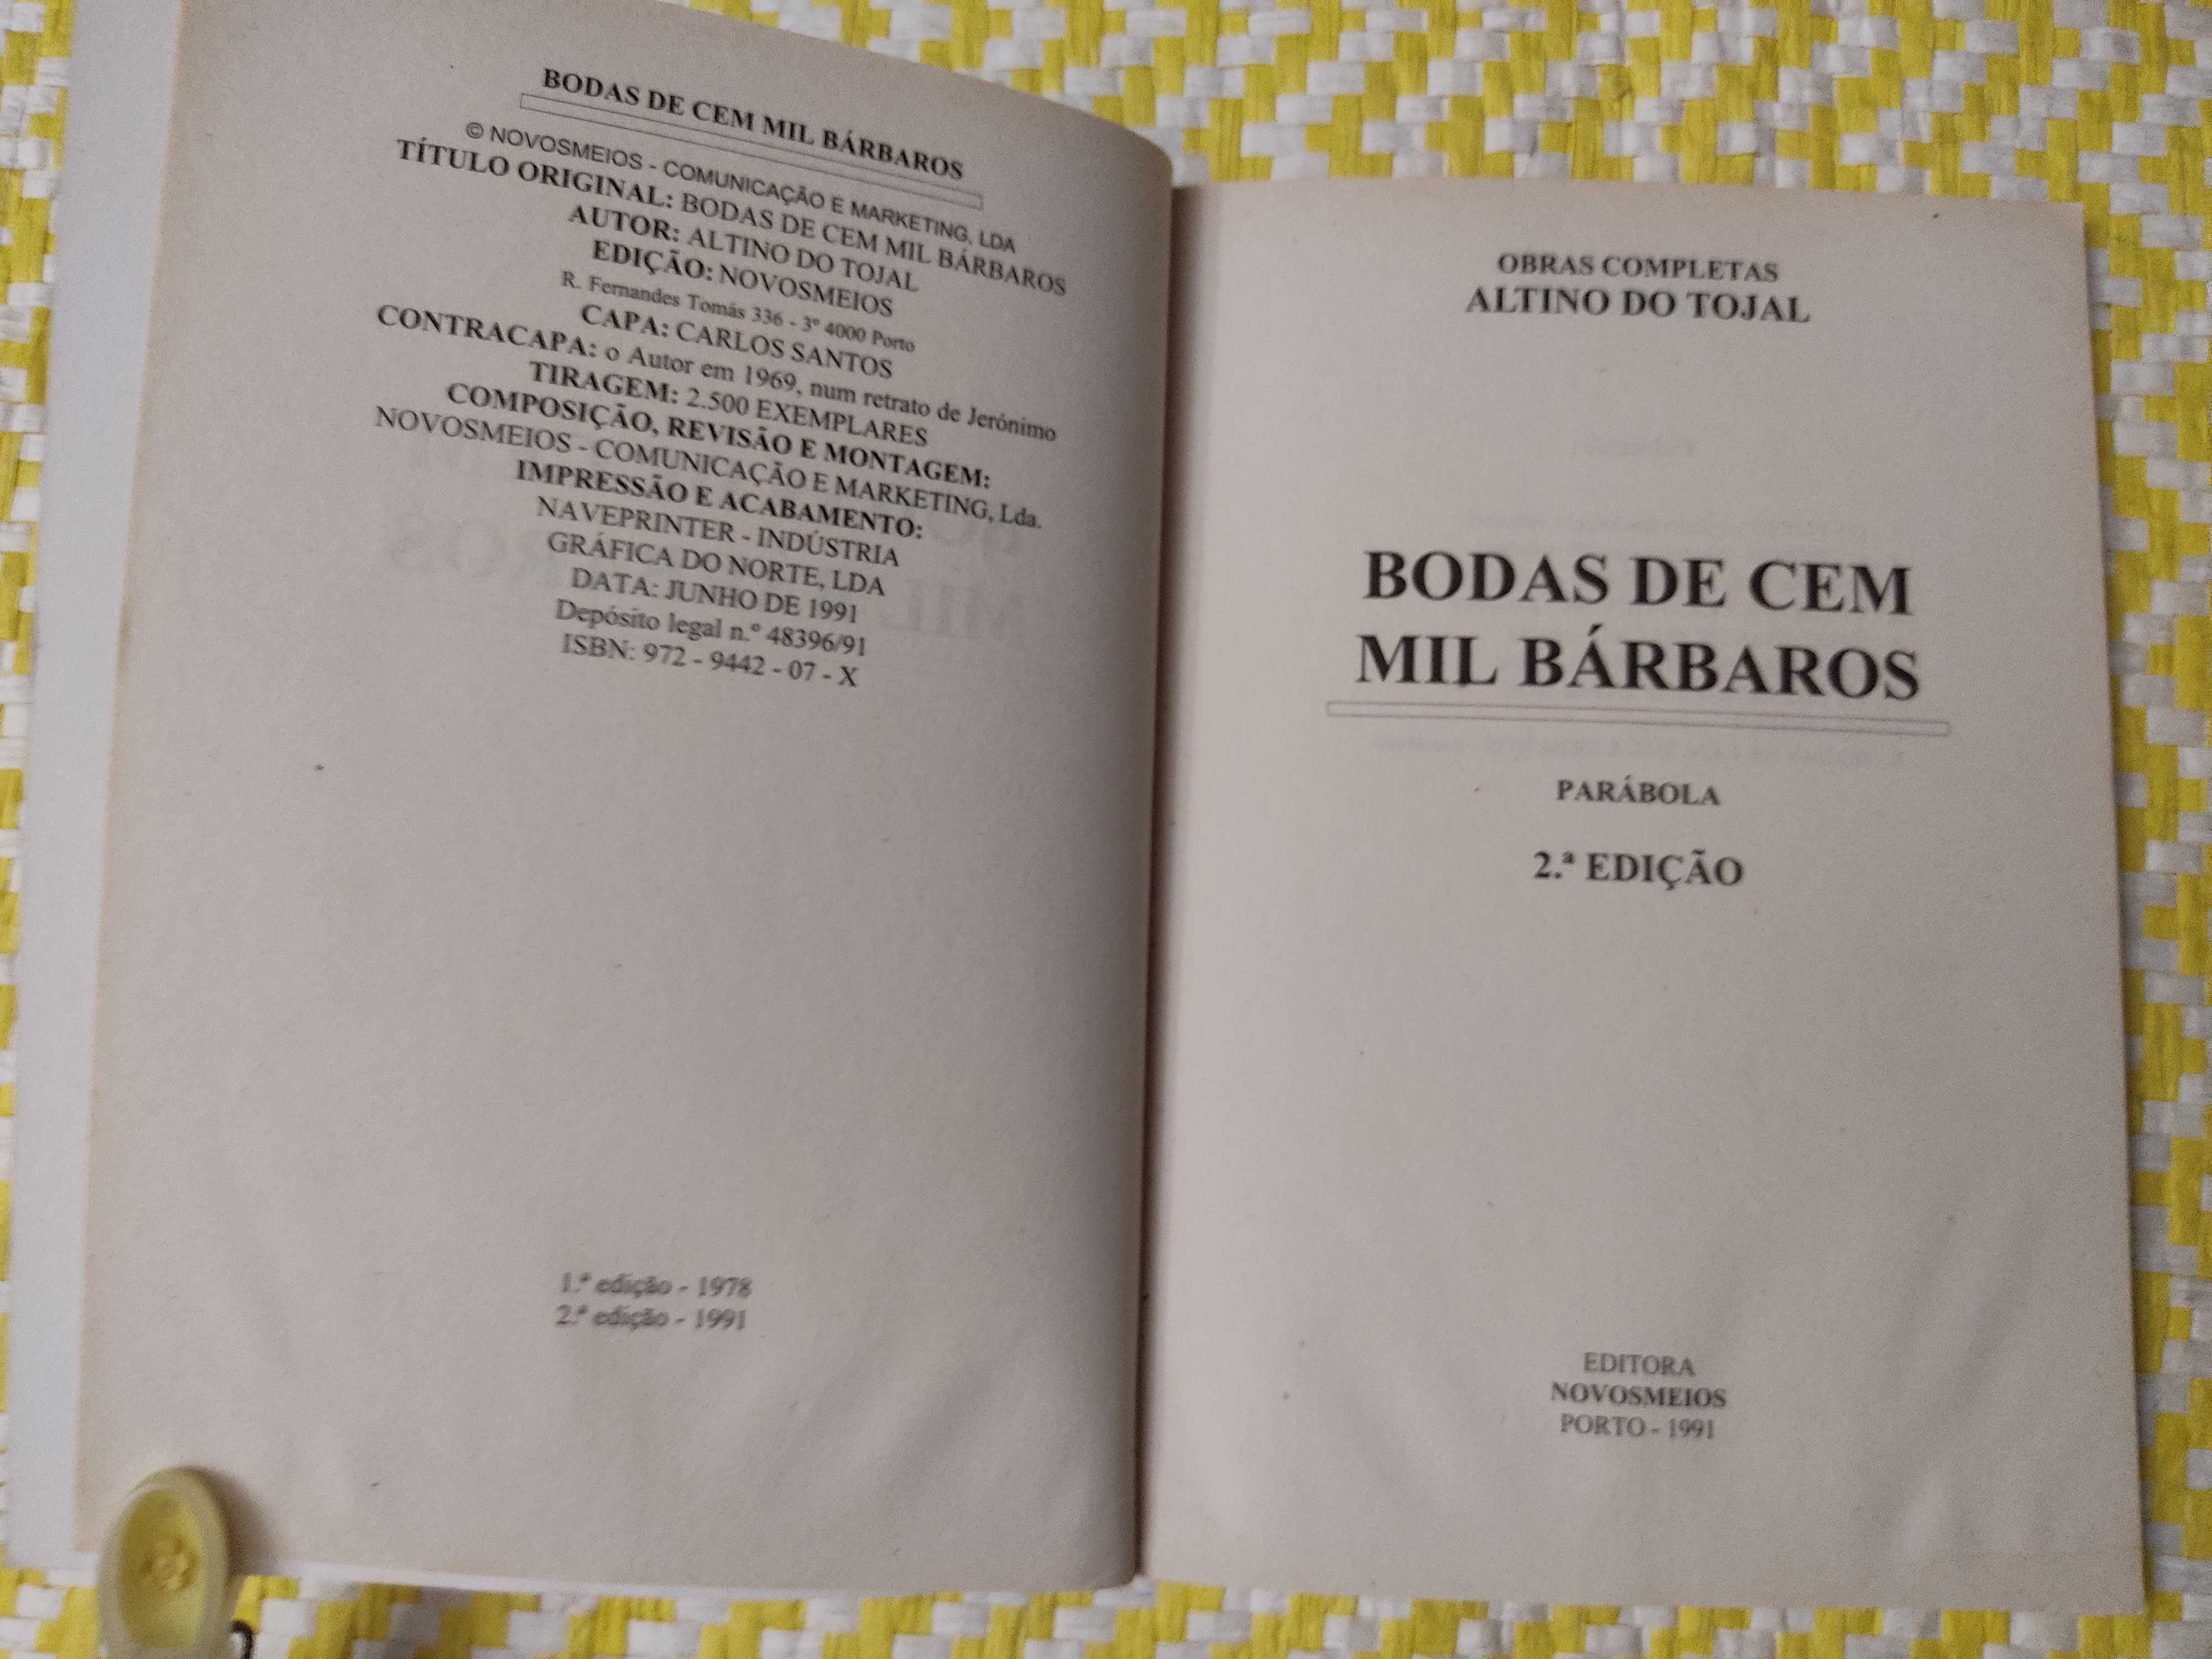 BODAS DE CEM MIL BÁRBAROS
© NOVOSMEIOS - COMUNICAÇÃO E MARKETING, LDA
TÍTULO ORIGINAL: BODAS DE CEM MIL BÁRBAROS
AUTOR: ALTINO DO TOJAL
EDIÇÃO: NOVOSMEIOS
R. Fernandes Tomás 336 - 3º 4000 Porto
CAPA: CARLOS SANTOS
CONTRACAPA: o Autor em 1969, num retrato de Jerónimo
TIRAGEM: 2.500 EXEMPLARES
COMPOSIÇÃO, REVISÃO E MONTAGEM:
NOVOSMEIOS - COMUNICAÇÃO E MARKETING, Lda.
IMPRESSÃO E ACABAMENTO:
NAVEPRINTER - INDÚSTRIA
GRÁFICA DO NORTE, LDA
DATA: JUNHO DE 1991
Depósito legal n.º 48396/91
ISBN: 972 - 9442 - 07 - X
1.ª edição - 1978
2.ª edição - 1991
OBRAS COMPLETAS
ALTINO DO TOJAL
BODAS DE CEM
MIL BÁRBAROS
PARÁBOLA
2.ª EDIÇÃO
EDITORA
NOVOSMEIOS
PORTO - 1991